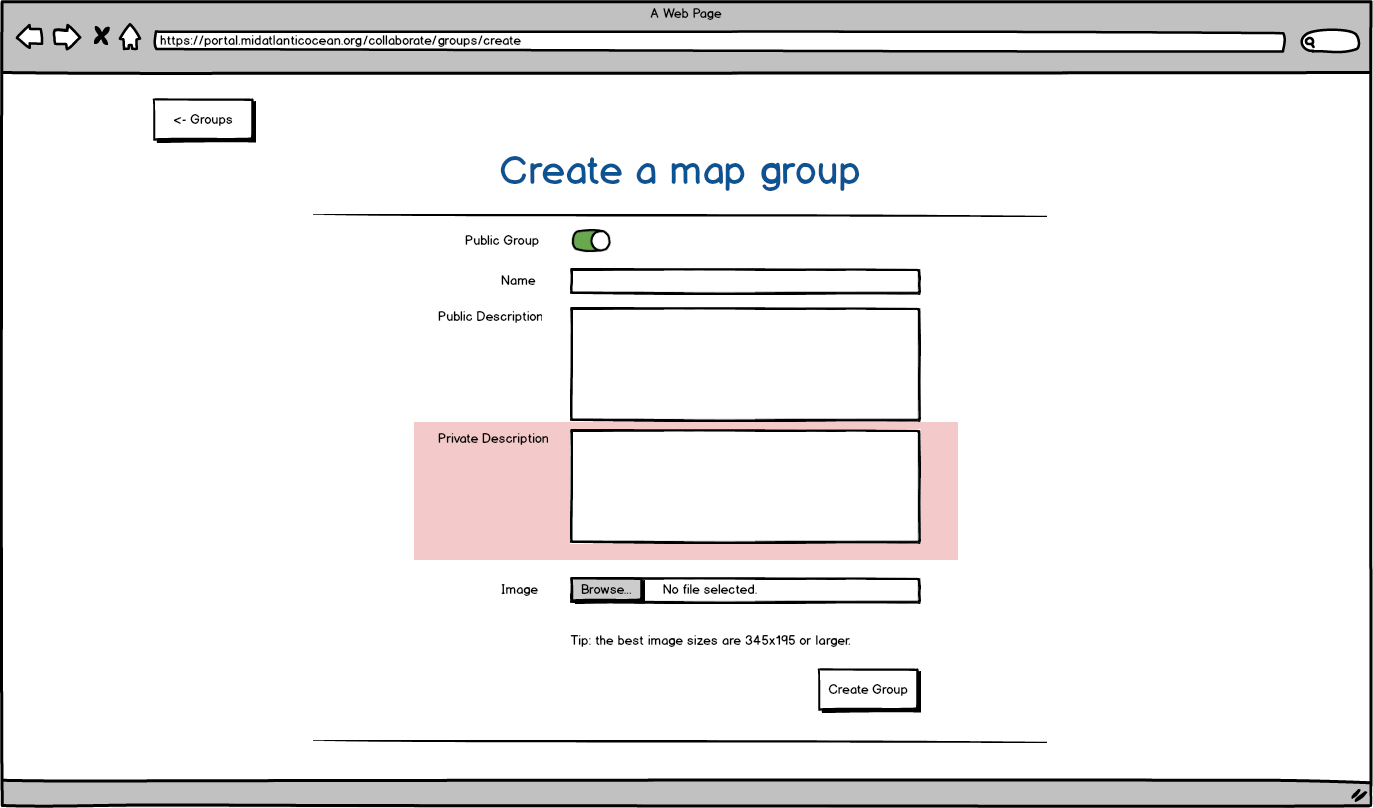 A Web Page
https://portal.midatlanticocean.org/collaborate/groups/create
<- Groups
Create a map group
Public Group
Name
Public Description
Private Description
Image
Browse... No file selected.
Tip: the best image sizes are 345x195 or larger.
Create Group